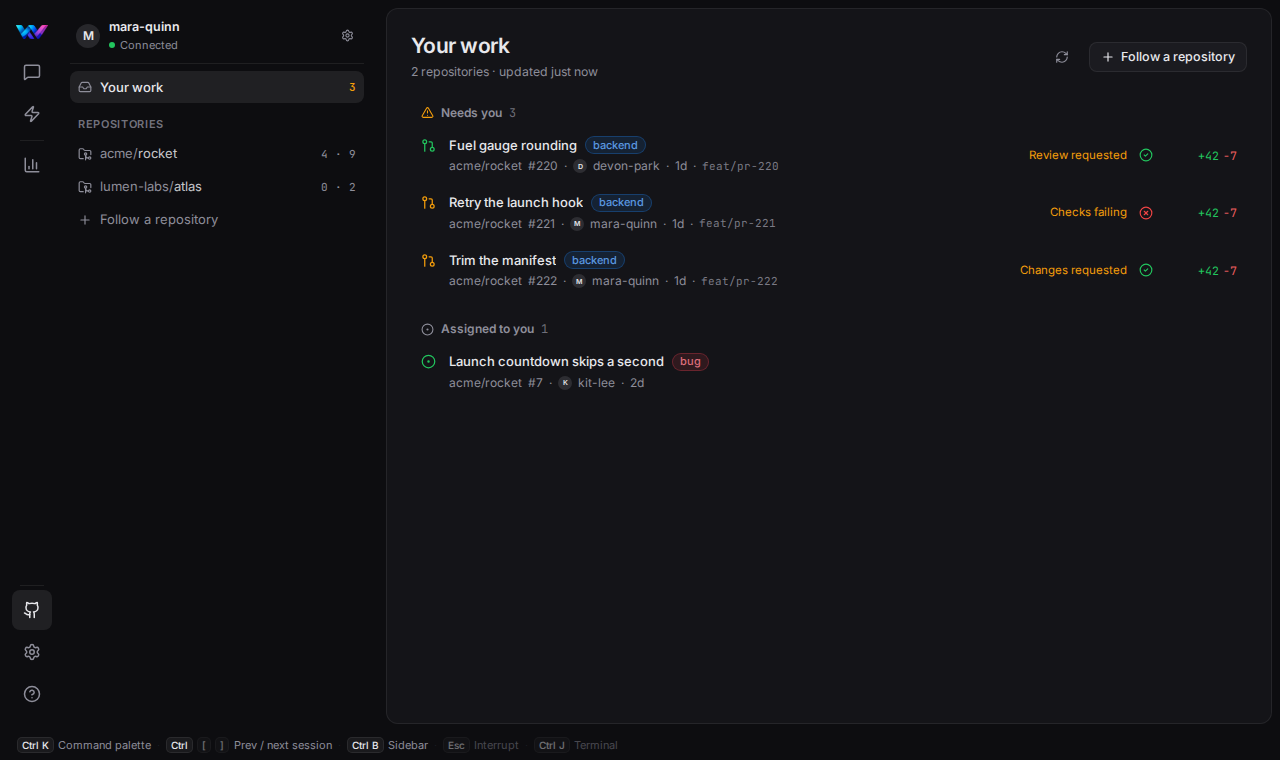 M mara-quinn
Connected
Your work 3
REPOSITORIES
acme/rocket 4 · 9
lumen-labs/atlas 0 · 2
Follow a repository
Your work
2 repositories · updated just now
Follow a repository
Needs you 3
Fuel gauge rounding backend
acme/rocket #220 · D devon-park · 1d · feat/pr-220
Review requested +42 -7
Retry the launch hook backend
acme/rocket #221 · M mara-quinn · 1d · feat/pr-221
Checks failing +42 -7
Trim the manifest backend
acme/rocket #222 · M mara-quinn · 1d · feat/pr-222
Changes requested +42 -7
Assigned to you 1
Launch countdown skips a second bug
acme/rocket #7 · K kit-lee · 2d
Ctrl K Command palette Ctrl [ ] Prev / next session Ctrl B Sidebar Esc Interrupt Ctrl J Terminal